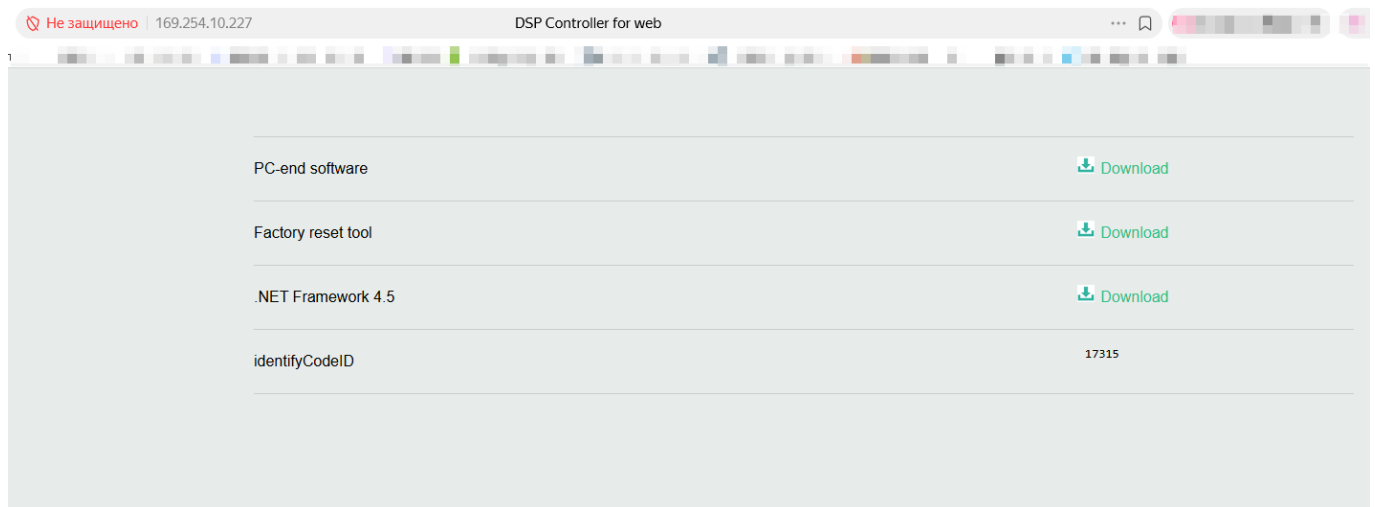 Не защищено 169.254.10.227 DSP Controller for web
PC-end software Download
Factory reset tool Download
.NET Framework 4.5 Download
identifyCodeID 17315